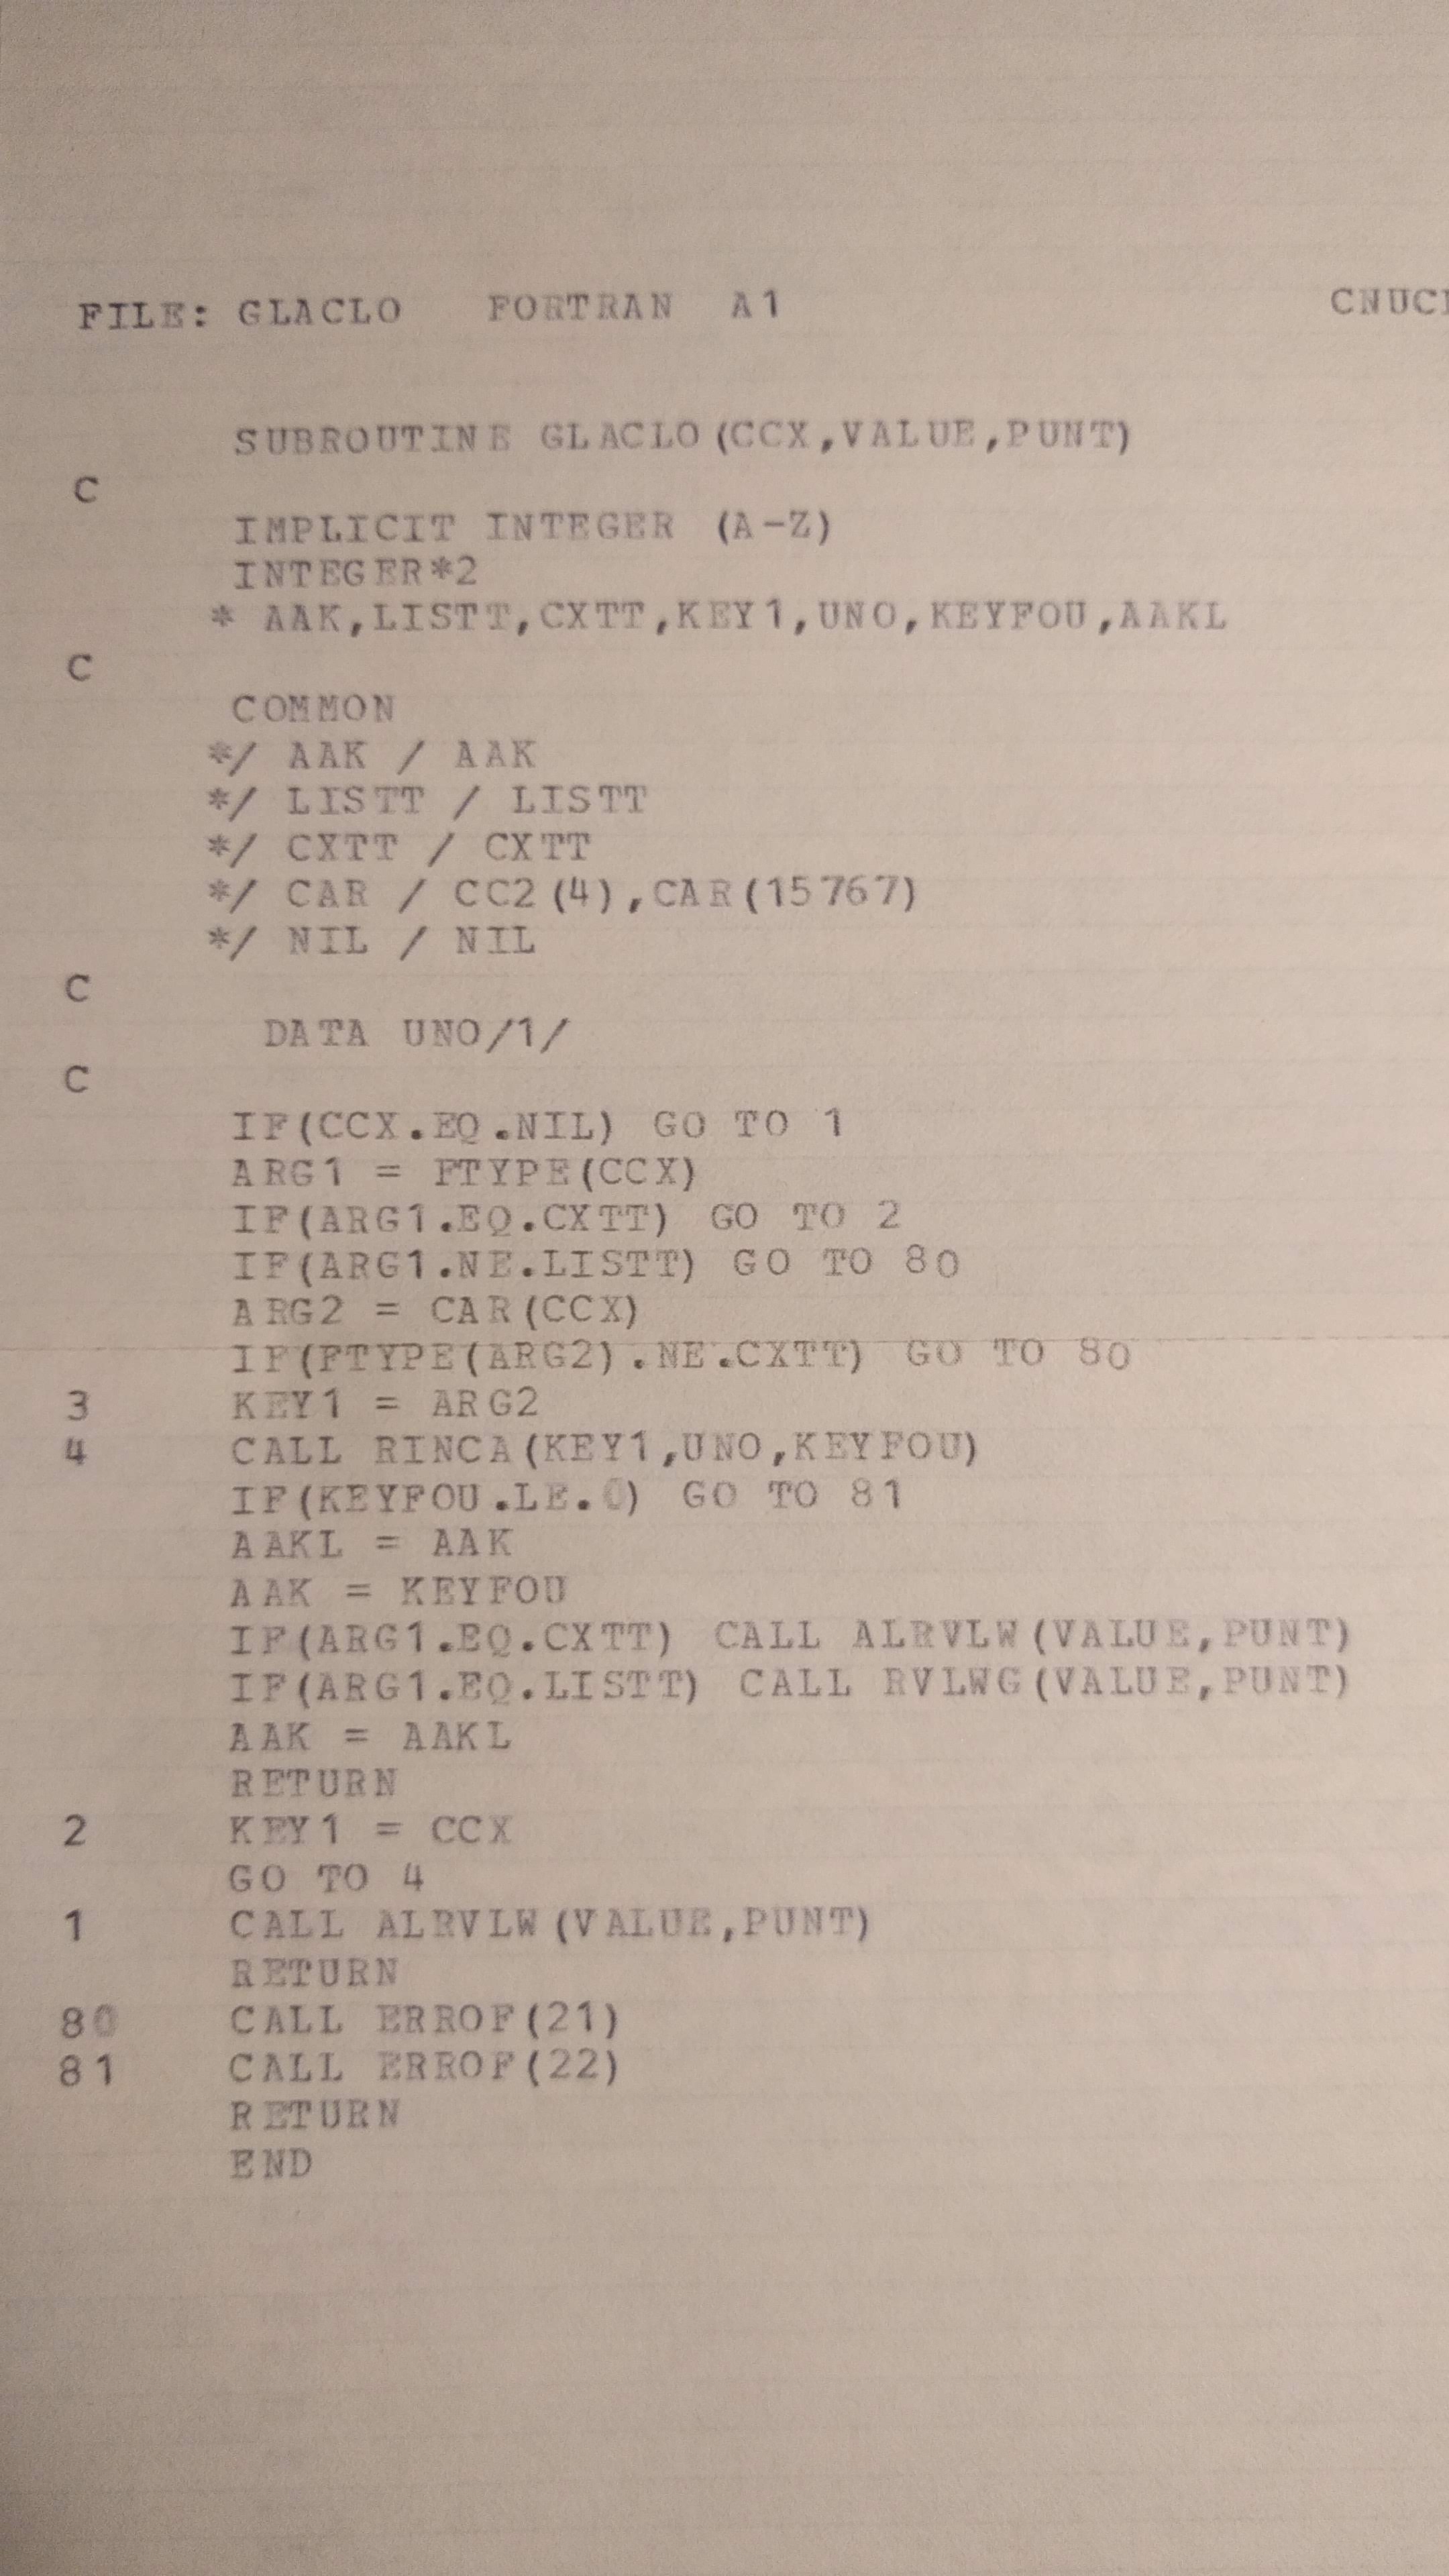 FILE: GLACLO   FORTRAN  A1
SUBROUTINE GLACLO(CCX,VALUE,PUNT)
C
IMPLICIT INTEGER (A-Z)
INTEGER*2
* AAK,LISTT,CXTT,KEY1,UNO,KEYFOU,AAKL
C
COMMON
*/ AAK / AAK
*/ LISTT / LISTT
*/ CXTT / CXTT
*/ CAR / CC2(4),CAR(15767)
*/ NIL / NIL
C
DATA UNO/1/
C
IF(CCX.EQ.NIL) GO TO 1
ARG1 = FTYPE(CCX)
IF(ARG1.EQ.CXTT) GO TO 2
IF(ARG1.NE.LISTT) GO TO 80
ARG2 = CAR(CCX)
IF(FTYPE(ARG2).NE.CXTT) GO TO 80
3     KEY1 = ARG2
4     CALL RINCA(KEY1,UNO,KEYFOU)
IF(KEYFOU.LE.0) GO TO 81
AAKL = AAK
AAK = KEYFOU
IF(ARG1.EQ.CXTT) CALL ALRVLW(VALUE,PUNT)
IF(ARG1.EQ.LISTT) CALL RVLWG(VALUE,PUNT)
AAK = AAKL
RETURN
2     KEY1 = CCX
GO TO 4
1     CALL ALRVLW(VALUE,PUNT)
RETURN
80    CALL ERROF(21)
81    CALL ERROF(22)
RETURN
END